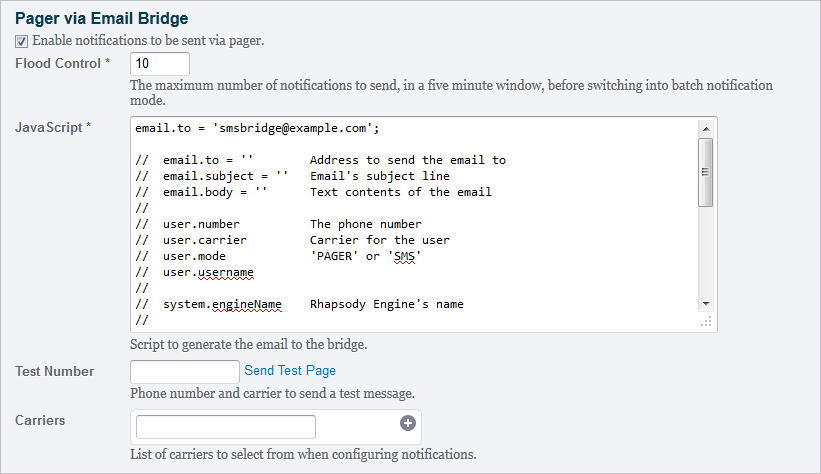 Pager via Email Bridge
Enable notifications to be sent via pager.
Flood Control *
10
The maximum number of notifications to send, in a five minute window, before switching into batch notification
mode.
JavaScript *
email.to = 'smsbridge@example.com';
//  email.to = ''        Address to send the email to
//  email.subject = ''   Email's subject line
//  email.body = ''      Text contents of the email
//
//  user.number          The phone number
//  user.carrier         Carrier for the user
//  user.mode            'PAGER' or 'SMS'
//  user.username
//
//  system.engineName    Rhapsody Engine's name
//
Script to generate the email to the bridge.
Test Number
Send Test Page
Phone number and carrier to send a test message.
Carriers
List of carriers to select from when configuring notifications.